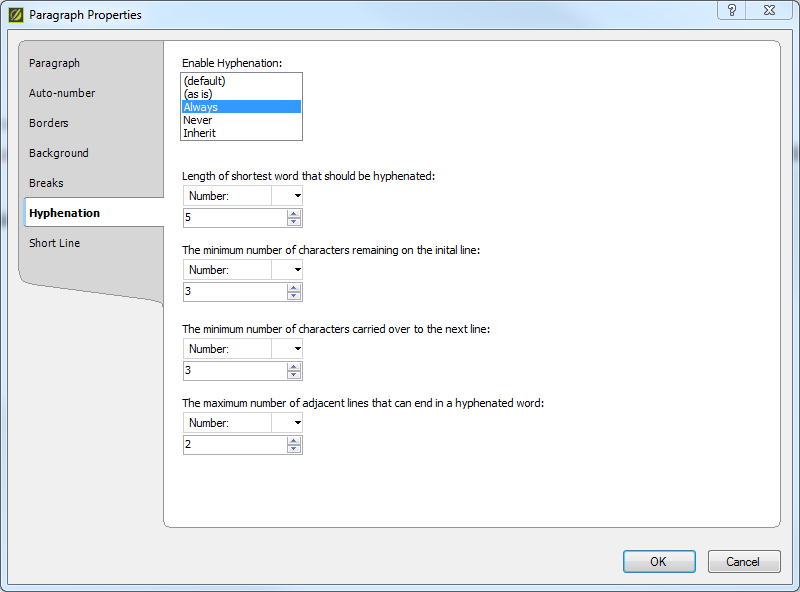 Paragraph Properties
?
Paragraph
Auto-number
Borders
Background
Breaks
Hyphenation
Short Line
Enable Hyphenation:
(default)
(as is)
Always
Never
Inherit
Length of shortest word that should be hyphenated:
Number:
5
The minimum number of characters remaining on the inital line:
Number:
3
The minimum number of characters carried over to the next line:
Number:
3
The maximum number of adjacent lines that can end in a hyphenated word:
Number:
2
OK
Cancel